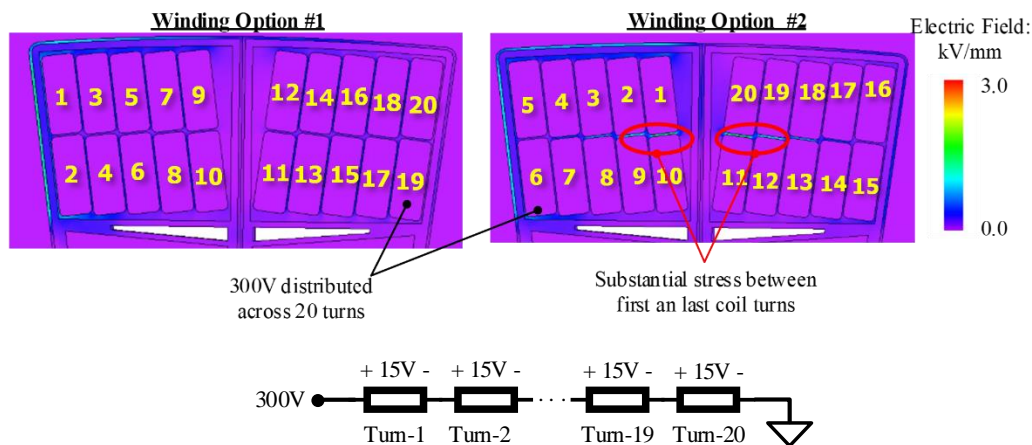 Winding Option #1
Winding Option #2
Electric Field:
kV/mm
3.0
0.0
1 3 5 7 9
12 14 16 18 20
2 4 6 8 10
11 13 15 17 19
5 4 3 2 1
20 19 18 17 16
6 7 8 9 10
11 12 13 14 15
300V distributed
across 20 turns
Substantial stress between
first an last coil turns
+ 15V - + 15V - + 15V - + 15V -
300V
· · ·
Turn-1 Turn-2 Turn-19 Turn-20